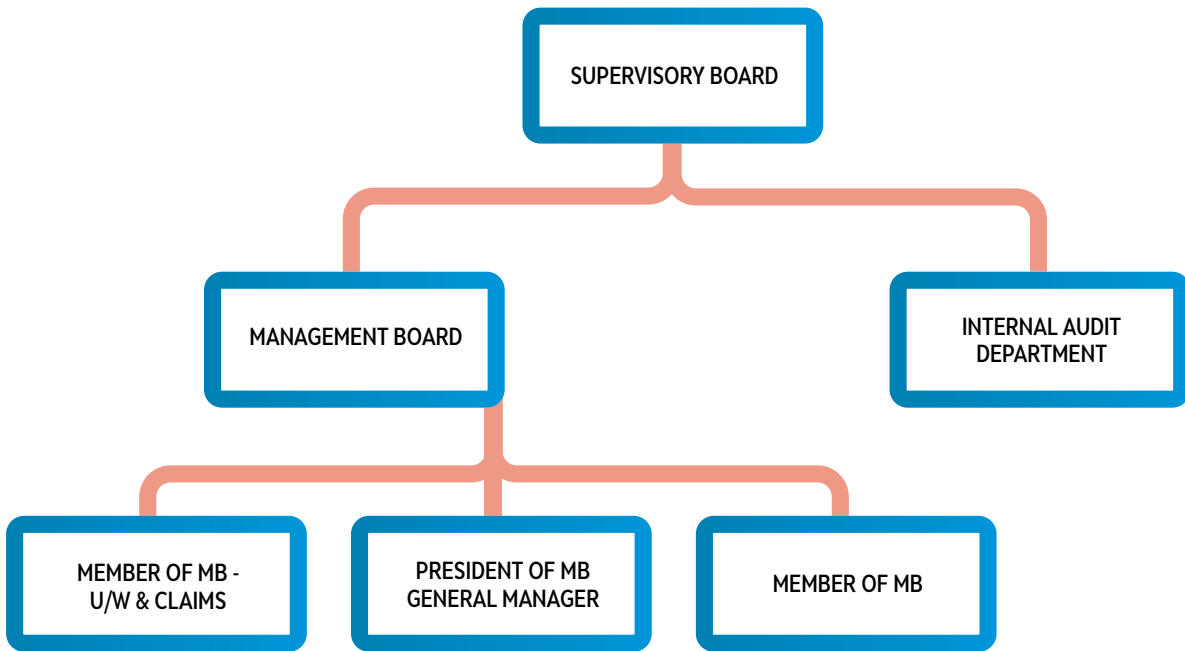 SUPERVISORY BOARD
MANAGEMENT BOARD
INTERNAL AUDIT
DEPARTMENT
MEMBER OF MB -
U/W & CLAIMS
PRESIDENT OF MB
GENERAL MANAGER
MEMBER OF MB